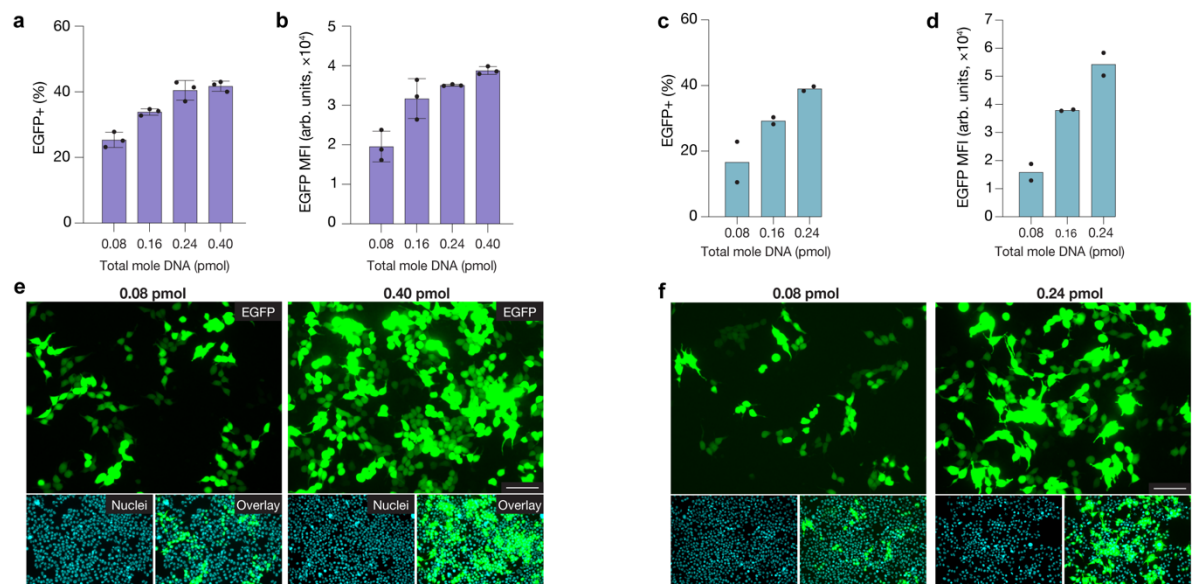 a
60
40
20
0
EGFP+ (%)
0.08 0.16 0.24 0.40
Total mole DNA (pmol)
b
5
4
3
2
1
0
EGFP MFI (arb. units, ×10⁴)
0.08 0.16 0.24 0.40
Total mole DNA (pmol)
c
60
40
20
0
EGFP+ (%)
0.08 0.16 0.24
Total mole DNA (pmol)
d
7
6
5
4
3
2
1
0
EGFP MFI (arb. units, ×10⁴)
0.08 0.16 0.24
Total mole DNA (pmol)
e
0.08 pmol
EGFP
0.40 pmol
EGFP
Nuclei
Overlay
Nuclei
Overlay
f
0.08 pmol
0.24 pmol